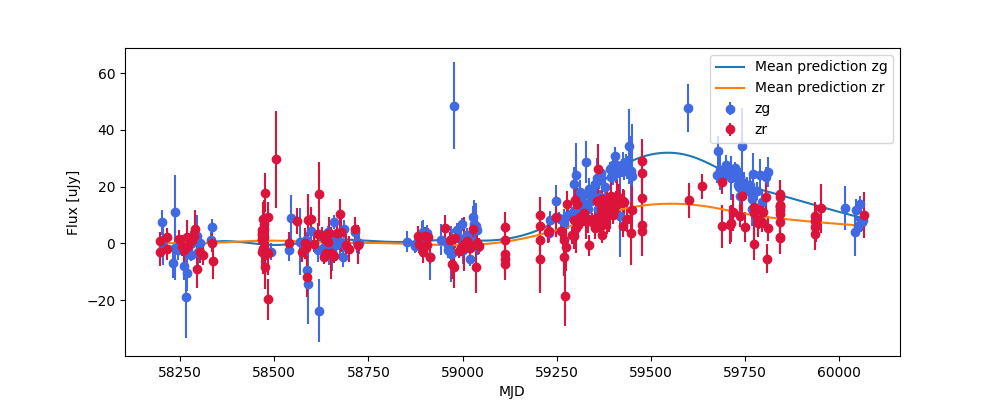 Mean prediction zg
Mean prediction zr
zg
zr
60
40
20
0
−20
Flux [uJy]
58250 58500 58750 59000 59250 59500 59750 60000
MJD